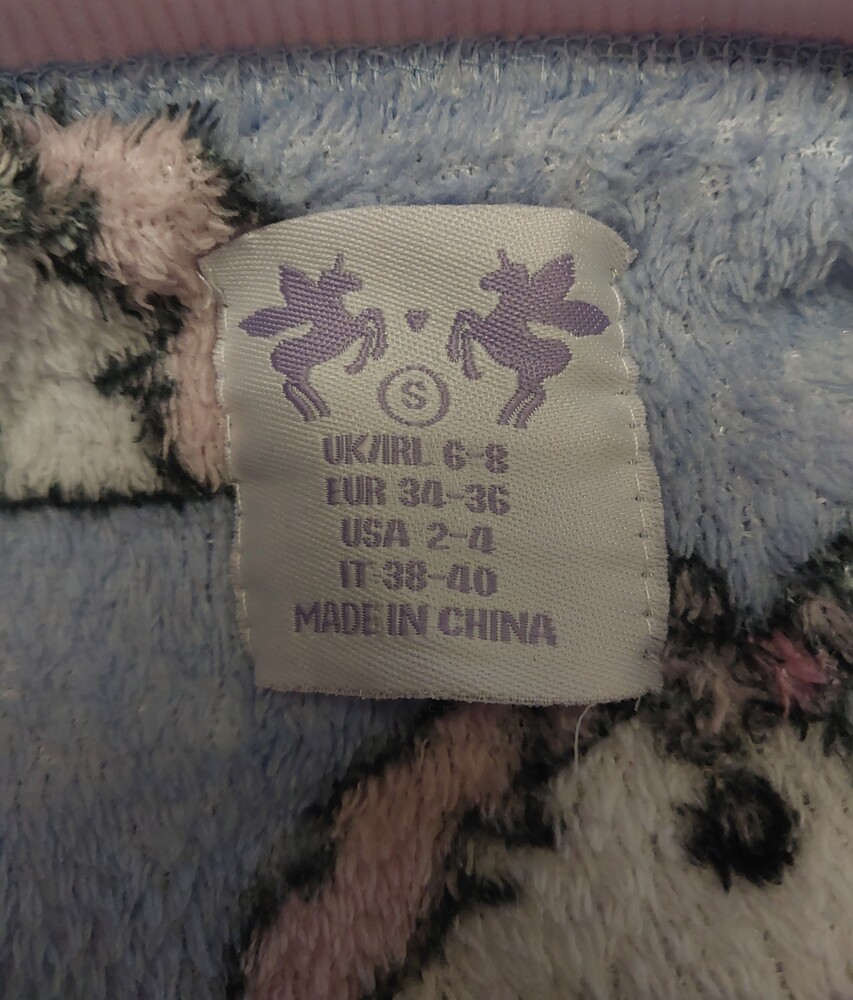 S
UK/IRL 6-8
EUR 34-36
USA 2-4
IT 38-40
MADE IN CHINA